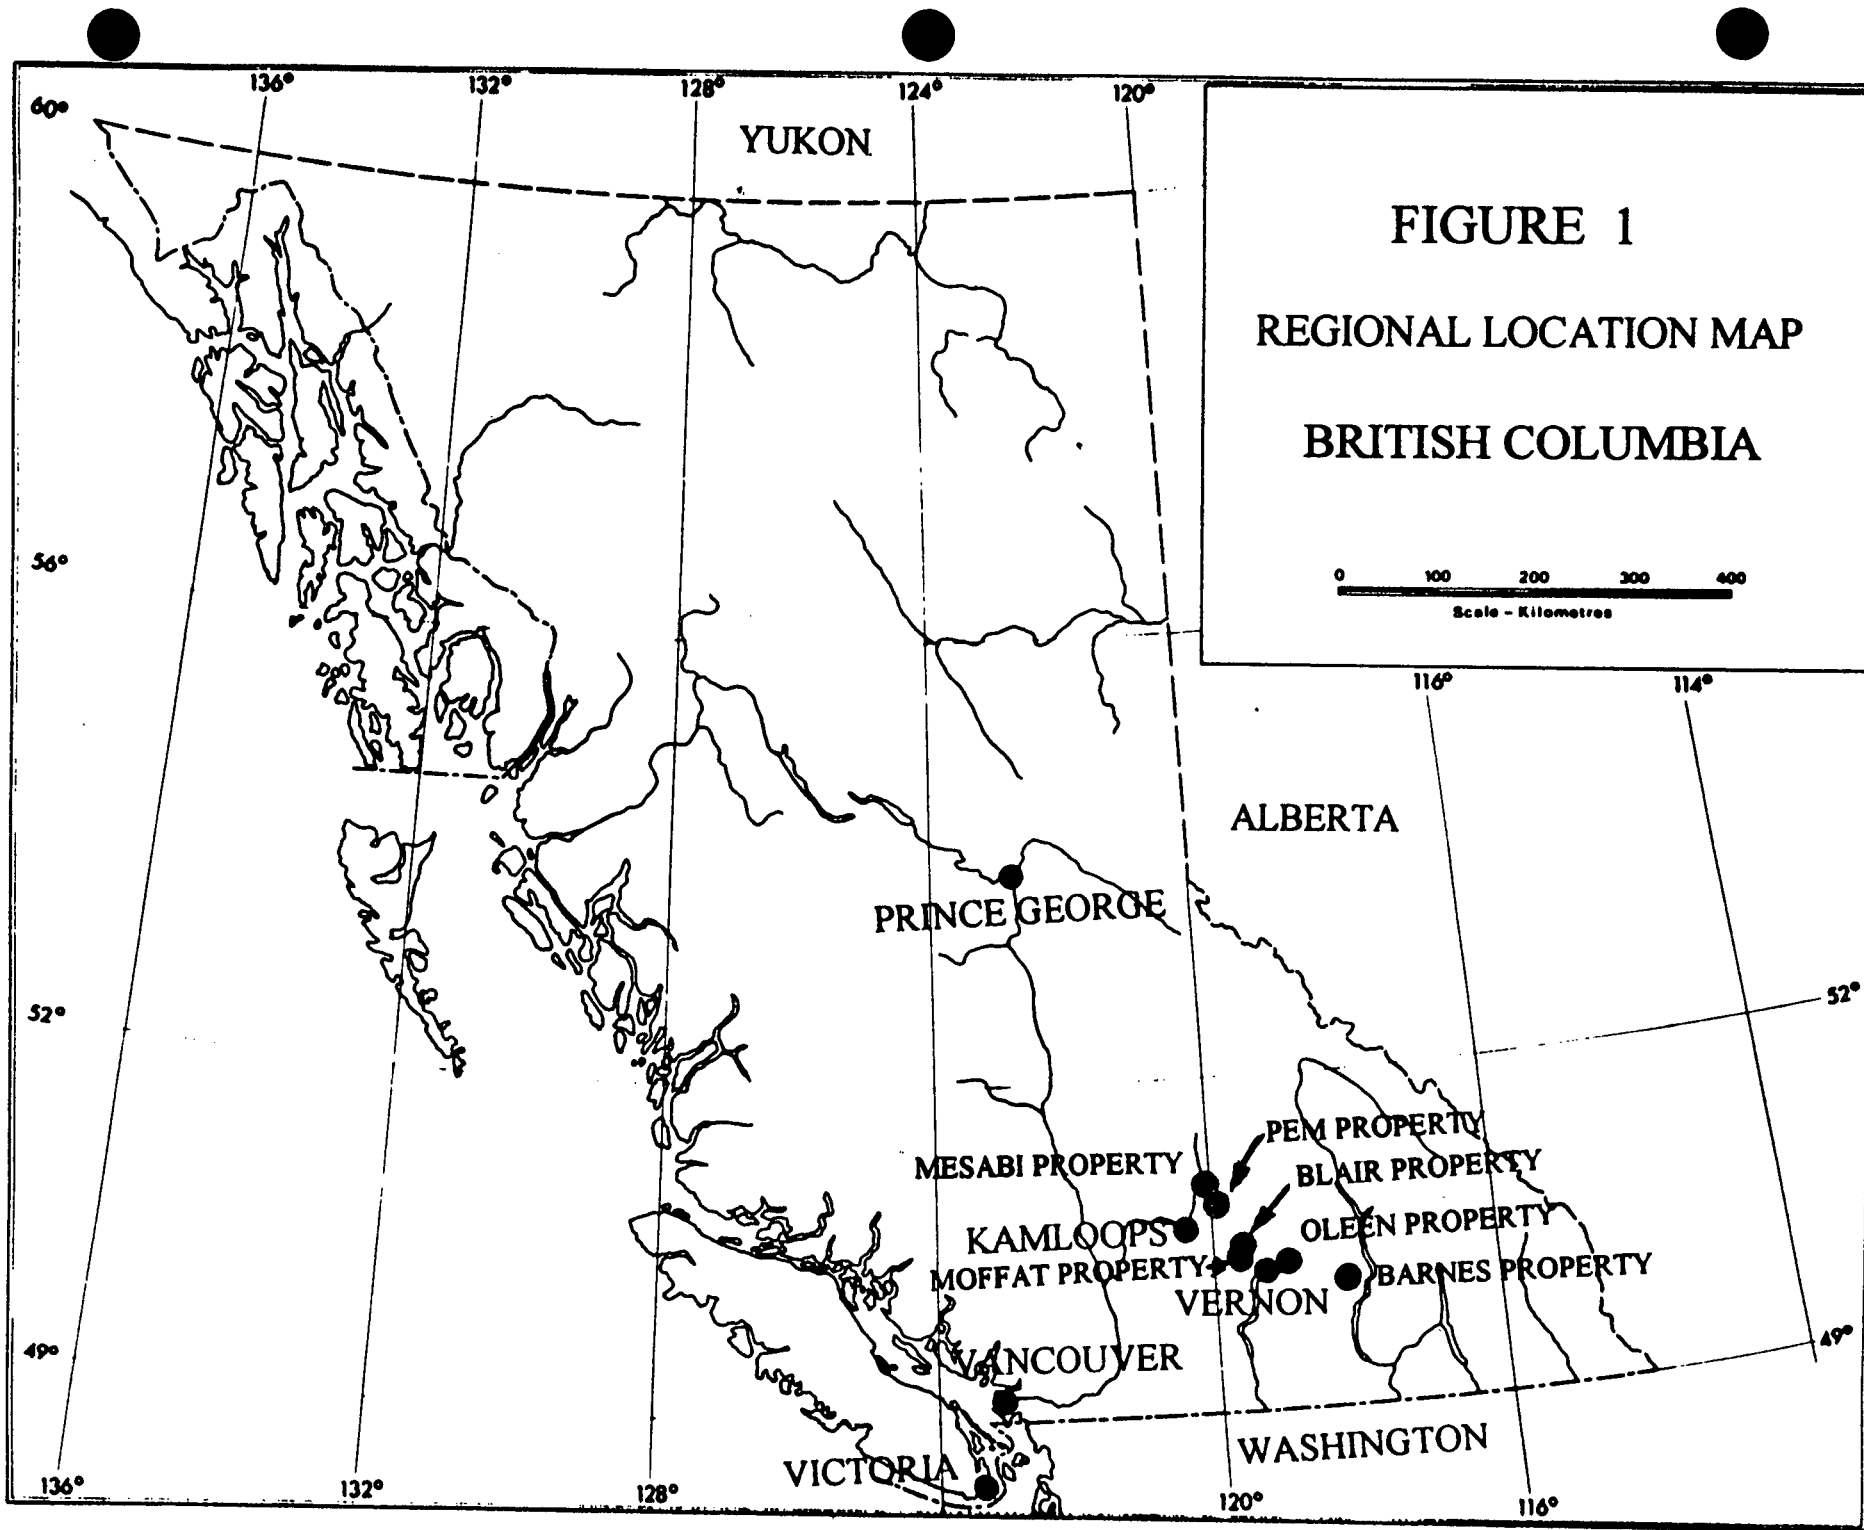 136°
132°
128°
124°
120°
60°
YUKON
FIGURE 1
REGIONAL LOCATION MAP
BRITISH COLUMBIA
0 100 200 300 400
Scale - Kilometres
56°
116°
114°
ALBERTA
PRINCE GEORGE
52°
52°
PEM PROPERTY
MESABI PROPERTY
BLAIR PROPERTY
OLEEN PROPERTY
KAMLOOPS
MOFFAT PROPERTY
BARNES PROPERTY
VERNON
49°
49°
VANCOUVER
WASHINGTON
VICTORIA
136°
132°
128°
120°
116°